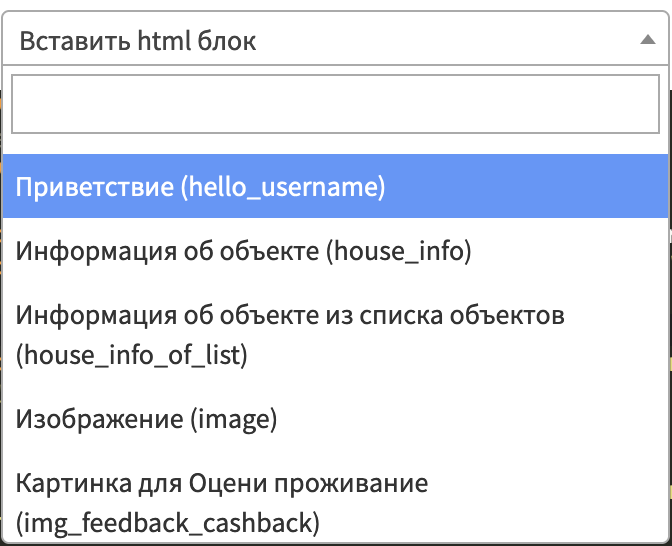 Вставить html блок
Приветствие (hello_username)
Информация об объекте (house_info)
Информация об объекте из списка объектов
(house_info_of_list)
Изображение (image)
Картинка для Оцени проживание
(img_feedback_cashback)